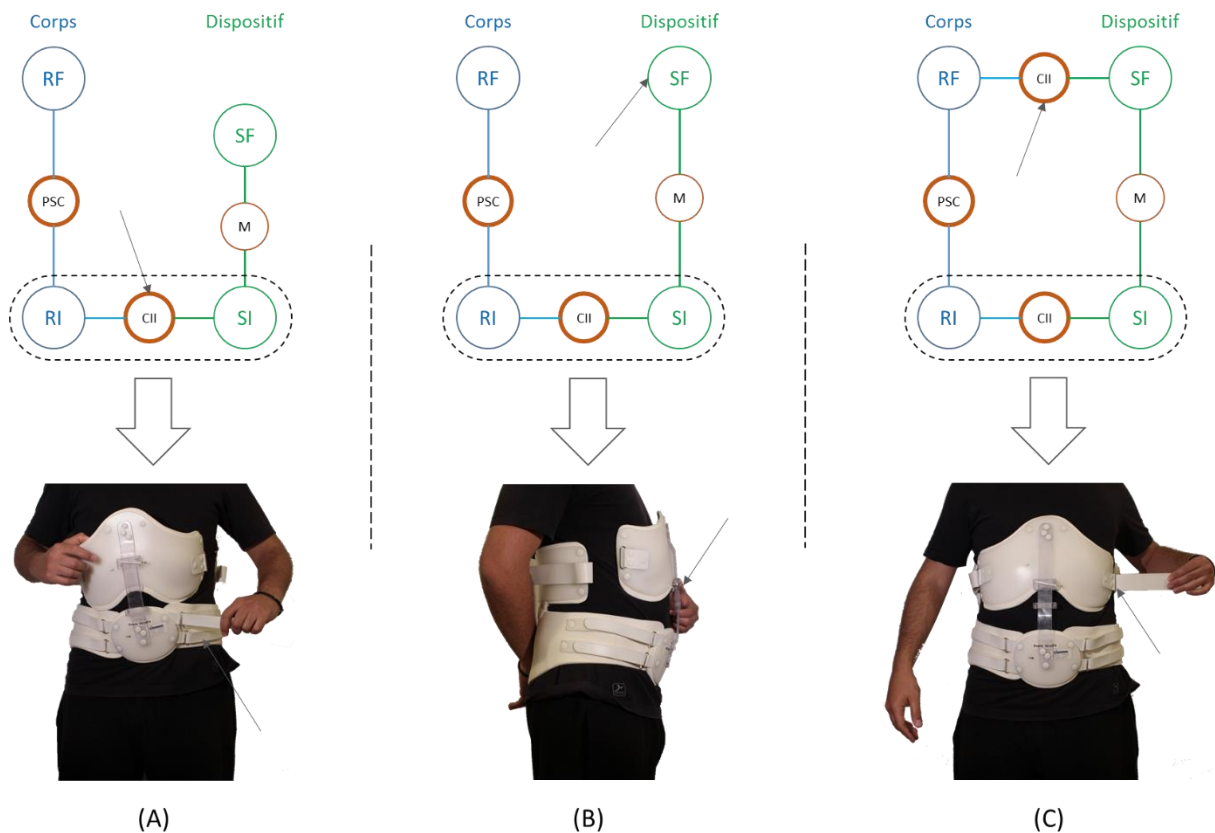 Corps Dispositif
RF
SF
PSC
M
RI CII SI
(A)
Corps Dispositif
RF SF
PSC M
RI CII SI
(B)
Corps Dispositif
RF CII SF
PSC M
RI CII SI
(C)